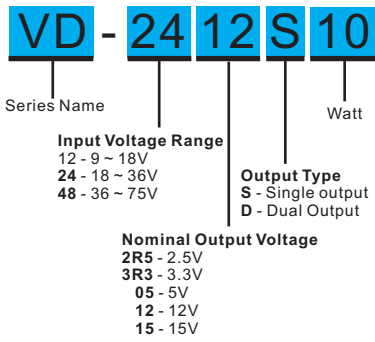 VD - 24 12 S 10
Series Name
Watt
Input Voltage Range
12 - 9 ~ 18V
24 - 18 ~ 36V
48 - 36 ~ 75V
Output Type
S - Single output
D - Dual Output
Nominal Output Voltage
2R5 - 2.5V
3R3 - 3.3V
05 - 5V
12 - 12V
15 - 15V